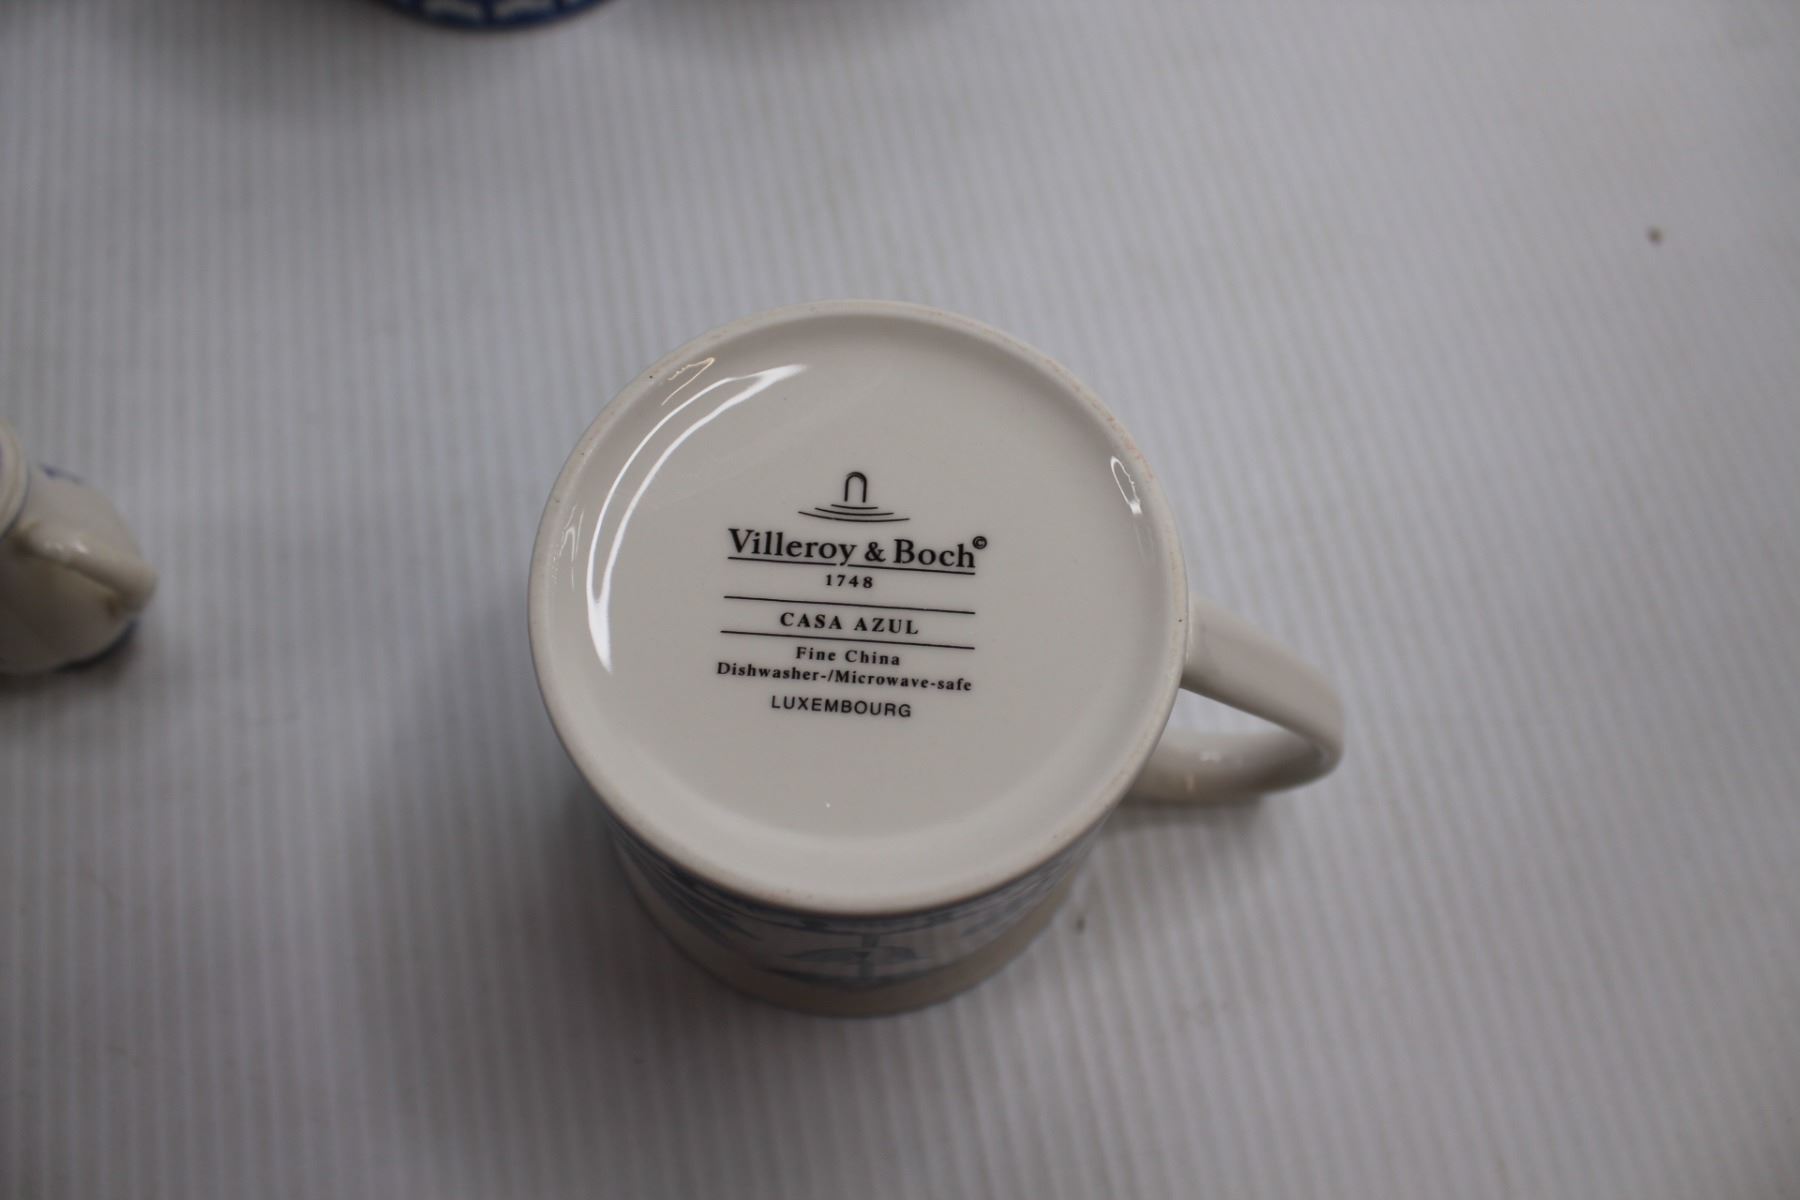 Villeroy & Boch©
1748
CASA AZUL
Fine China
Dishwasher-/Microwave-safe
LUXEMBOURG